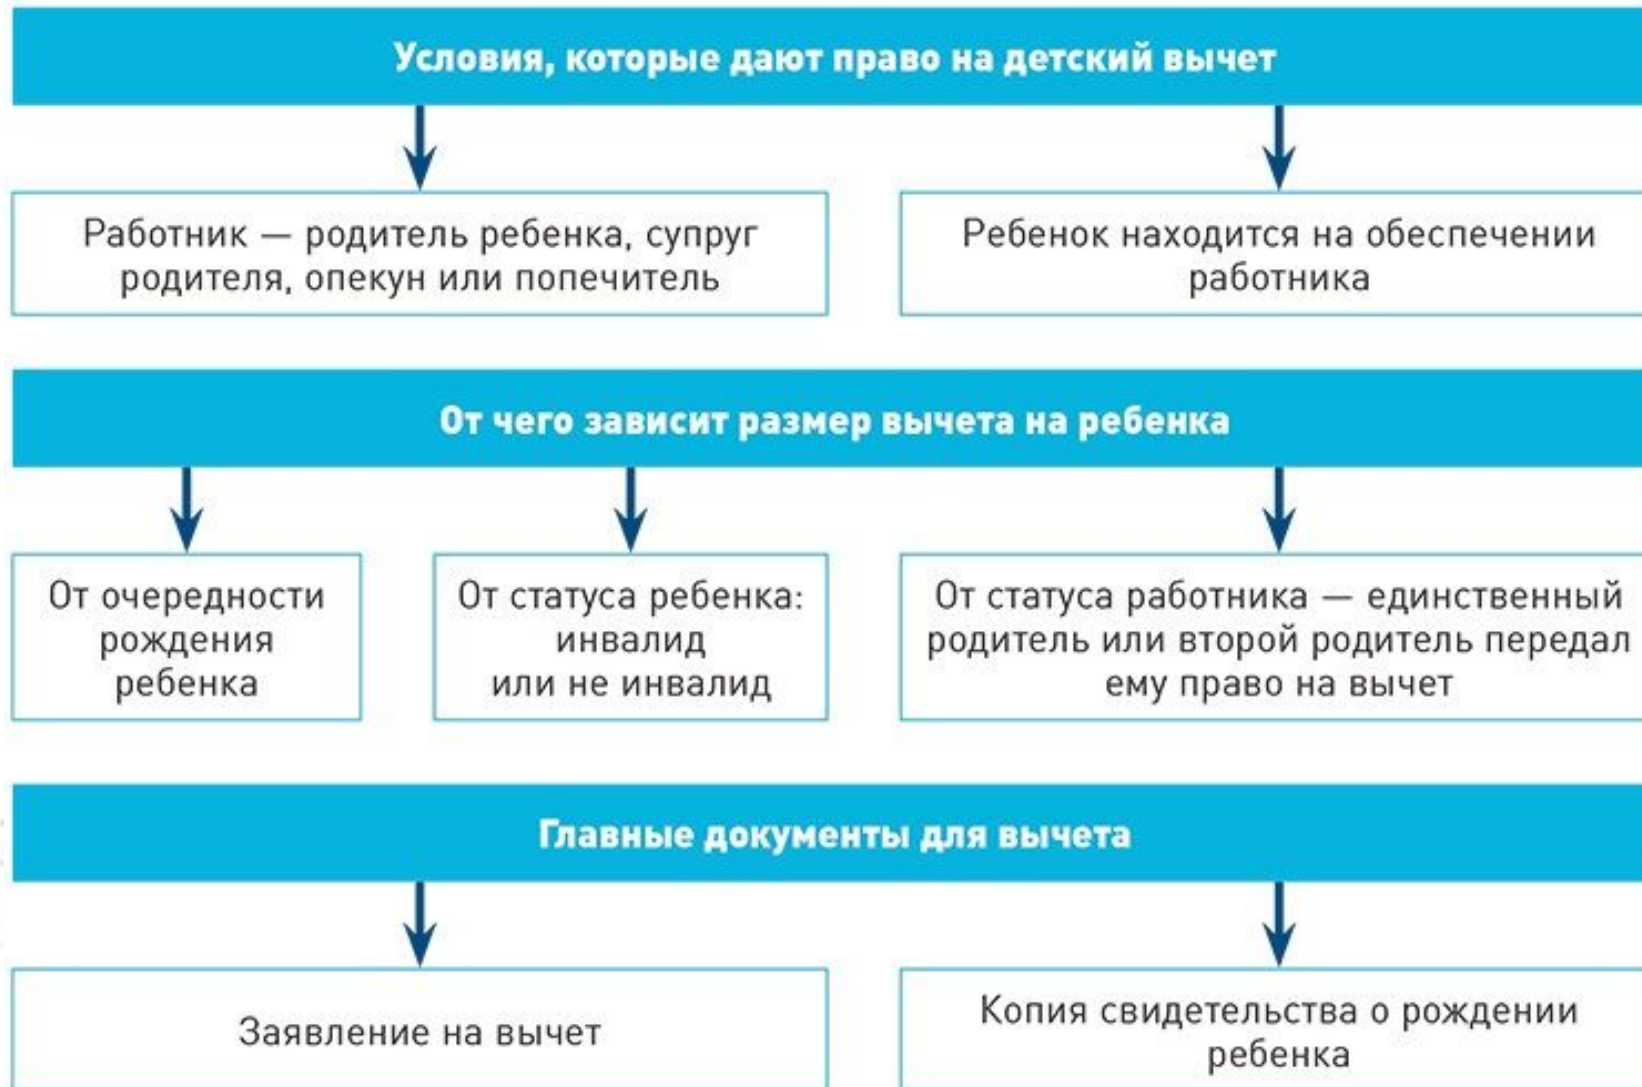 Условия, которые дают право на детский вычет
Работник — родитель ребенка, супруг
родителя, опекун или попечитель
Ребенок находится на обеспечении
работника
От чего зависит размер вычета на ребенка
От очередности
рождения
ребенка
От статуса ребенка:
инвалид
или не инвалид
От статуса работника — единственный
родитель или второй родитель передал
ему право на вычет
Главные документы для вычета
Заявление на вычет
Копия свидетельства о рождении
ребенка